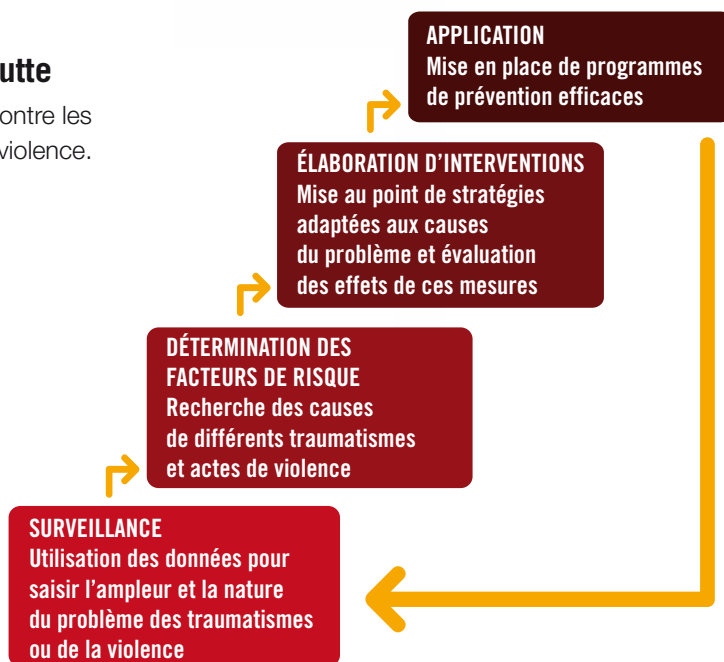 utte
ontre les
violence.
APPLICATION
Mise en place de programmes
de prévention efficaces
ÉLABORATION D'INTERVENTIONS
Mise au point de stratégies
adaptées aux causes
du problème et évaluation
des effets de ces mesures
DÉTERMINATION DES
FACTEURS DE RISQUE
Recherche des causes
de différents traumatismes
et actes de violence
SURVEILLANCE
Utilisation des données pour
saisir l'ampleur et la nature
du problème des traumatismes
ou de la violence